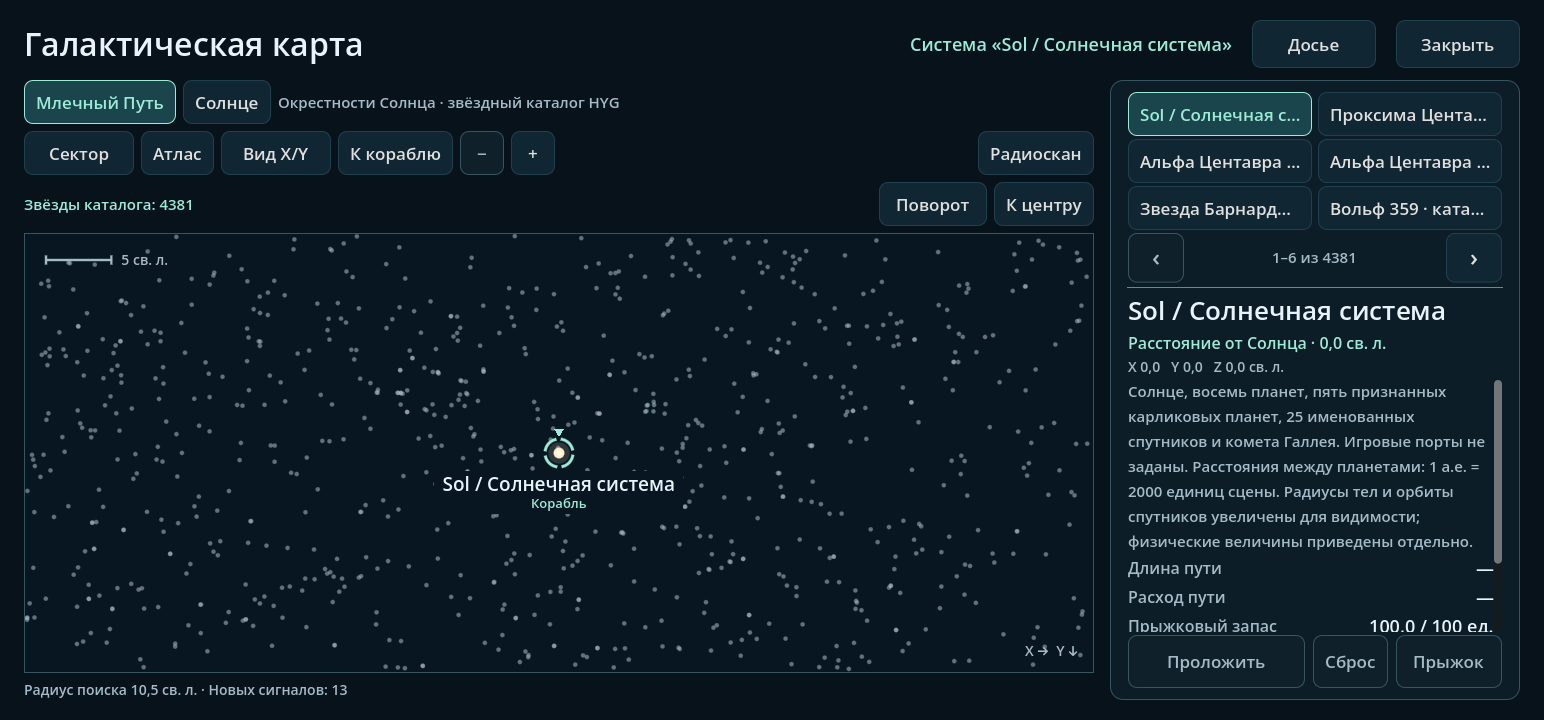 Галактическая карта
Система «Sol / Солнечная система»
Досье
Закрыть
Млечный Путь
Солнце
Окрестности Солнца · звёздный каталог HYG
Сектор
Атлас
Вид X/Y
К кораблю
−
+
Радиоскан
Звёзды каталога: 4381
Поворот
К центру
5 св. л.
Sol / Солнечная система
Корабль
X → Y ↓
Радиус поиска 10,5 св. л. · Новых сигналов: 13
Sol / Солнечная с...
Проксима Цента...
Альфа Центавра ...
Альфа Центавра ...
Звезда Барнард...
Вольф 359 · ката...
‹
1–6 из 4381
›
Sol / Солнечная система
Расстояние от Солнца · 0,0 св. л.
X 0,0 Y 0,0 Z 0,0 св. л.
Солнце, восемь планет, пять признанных
карликовых планет, 25 именованных
спутников и комета Галлея. Игровые порты не
заданы. Расстояния между планетами: 1 а.е. =
2000 единиц сцены. Радиусы тел и орбиты
спутников увеличены для видимости;
физические величины приведены отдельно.
Длина пути —
Расход пути —
Прыжковый запас 100.0 / 100 ед.
Проложить
Сброс
Прыжок